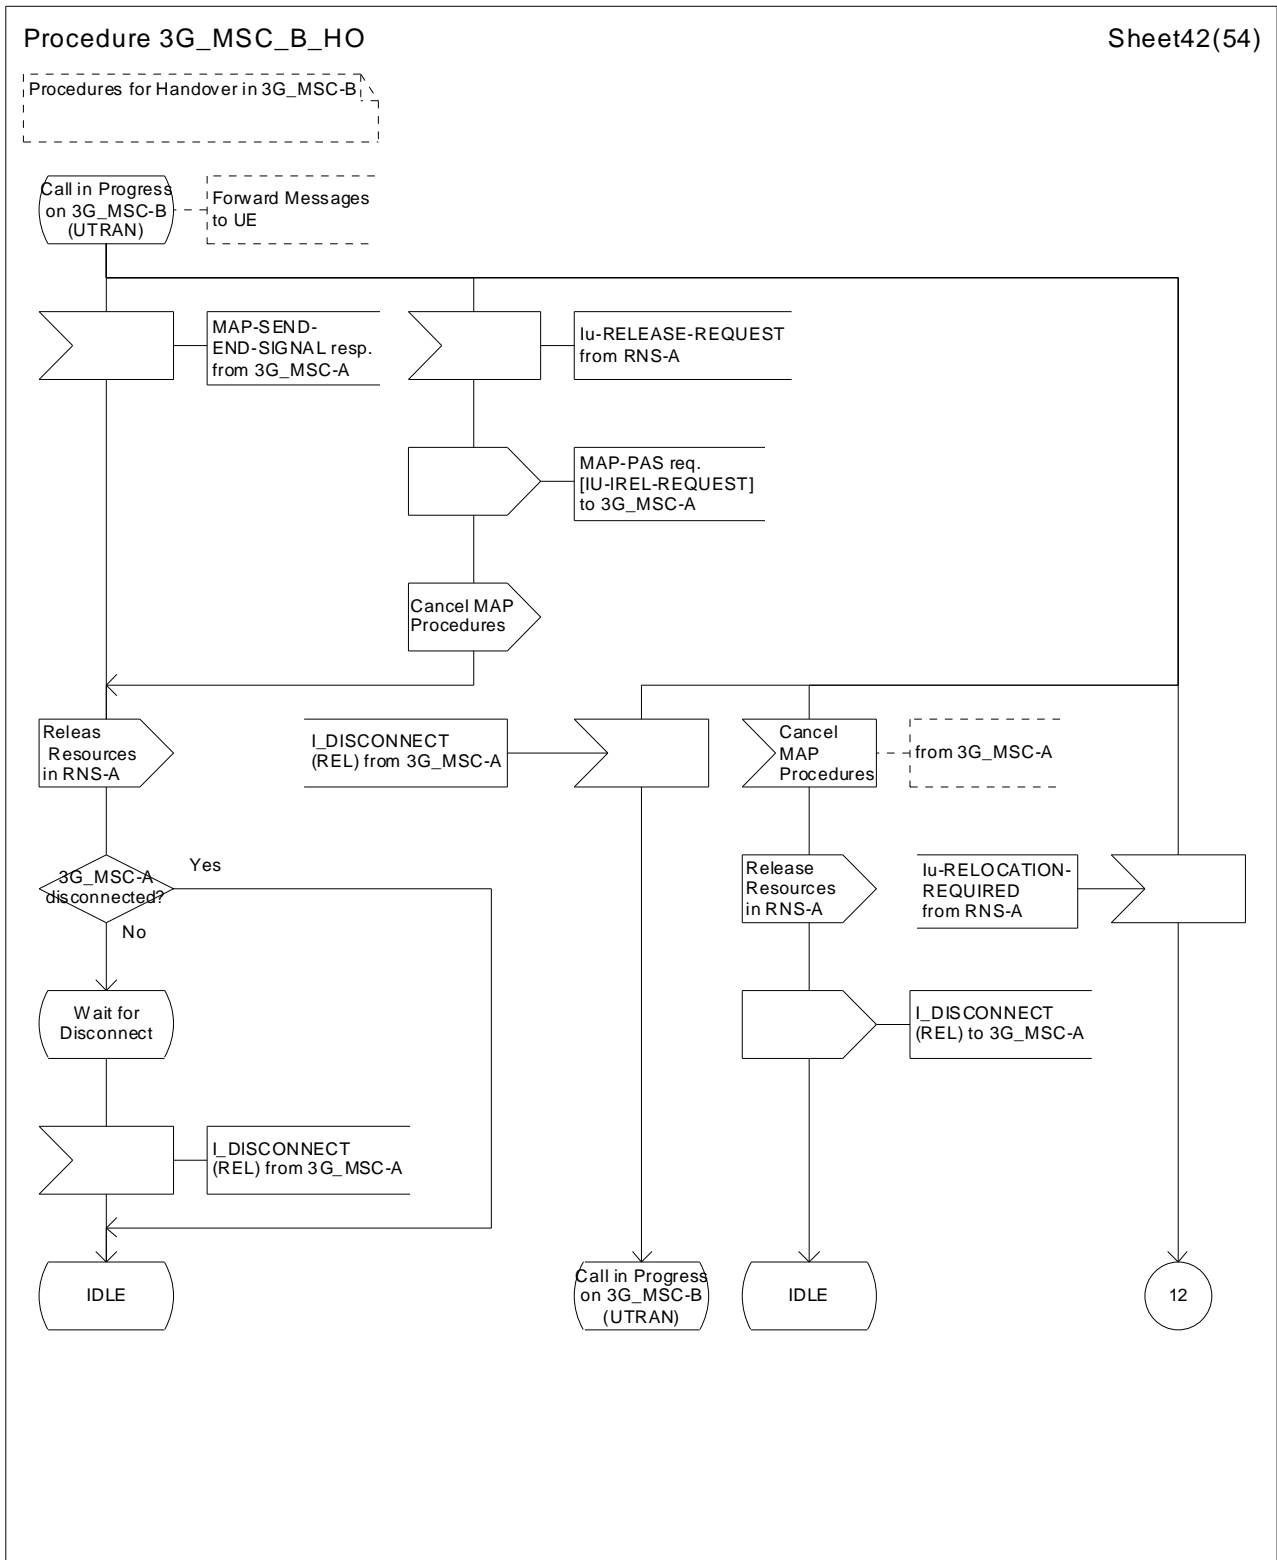 Procedure 3G_MSC_B_HO
Sheet42(54)
Procedures for Handover in 3G_MSC-B
Call in Progress
on 3G_MSC-B
(UTRAN)
Forward Messages
to UE
MAP-SEND-
END-SIGNAL resp.
from 3G_MSC-A
Iu-RELEASE-REQUEST
from RNS-A
MAP-PAS req.
[IU-IREL-REQUEST]
to 3G_MSC-A
Cancel MAP
Procedures
Releas
Resources
in RNS-A
I_DISCONNECT
(REL) from 3G_MSC-A
Cancel
MAP
Procedures
from 3G_MSC-A
3G_MSC-A
disconnected?
Yes
No
Release
Resources
in RNS-A
Iu-RELOCATION-
REQUIRED
from RNS-A
Wait for
Disconnect
I_DISCONNECT
(REL) to 3G_MSC-A
I_DISCONNECT
(REL) from 3G_MSC-A
IDLE
Call in Progress
on 3G_MSC-B
(UTRAN)
IDLE
12